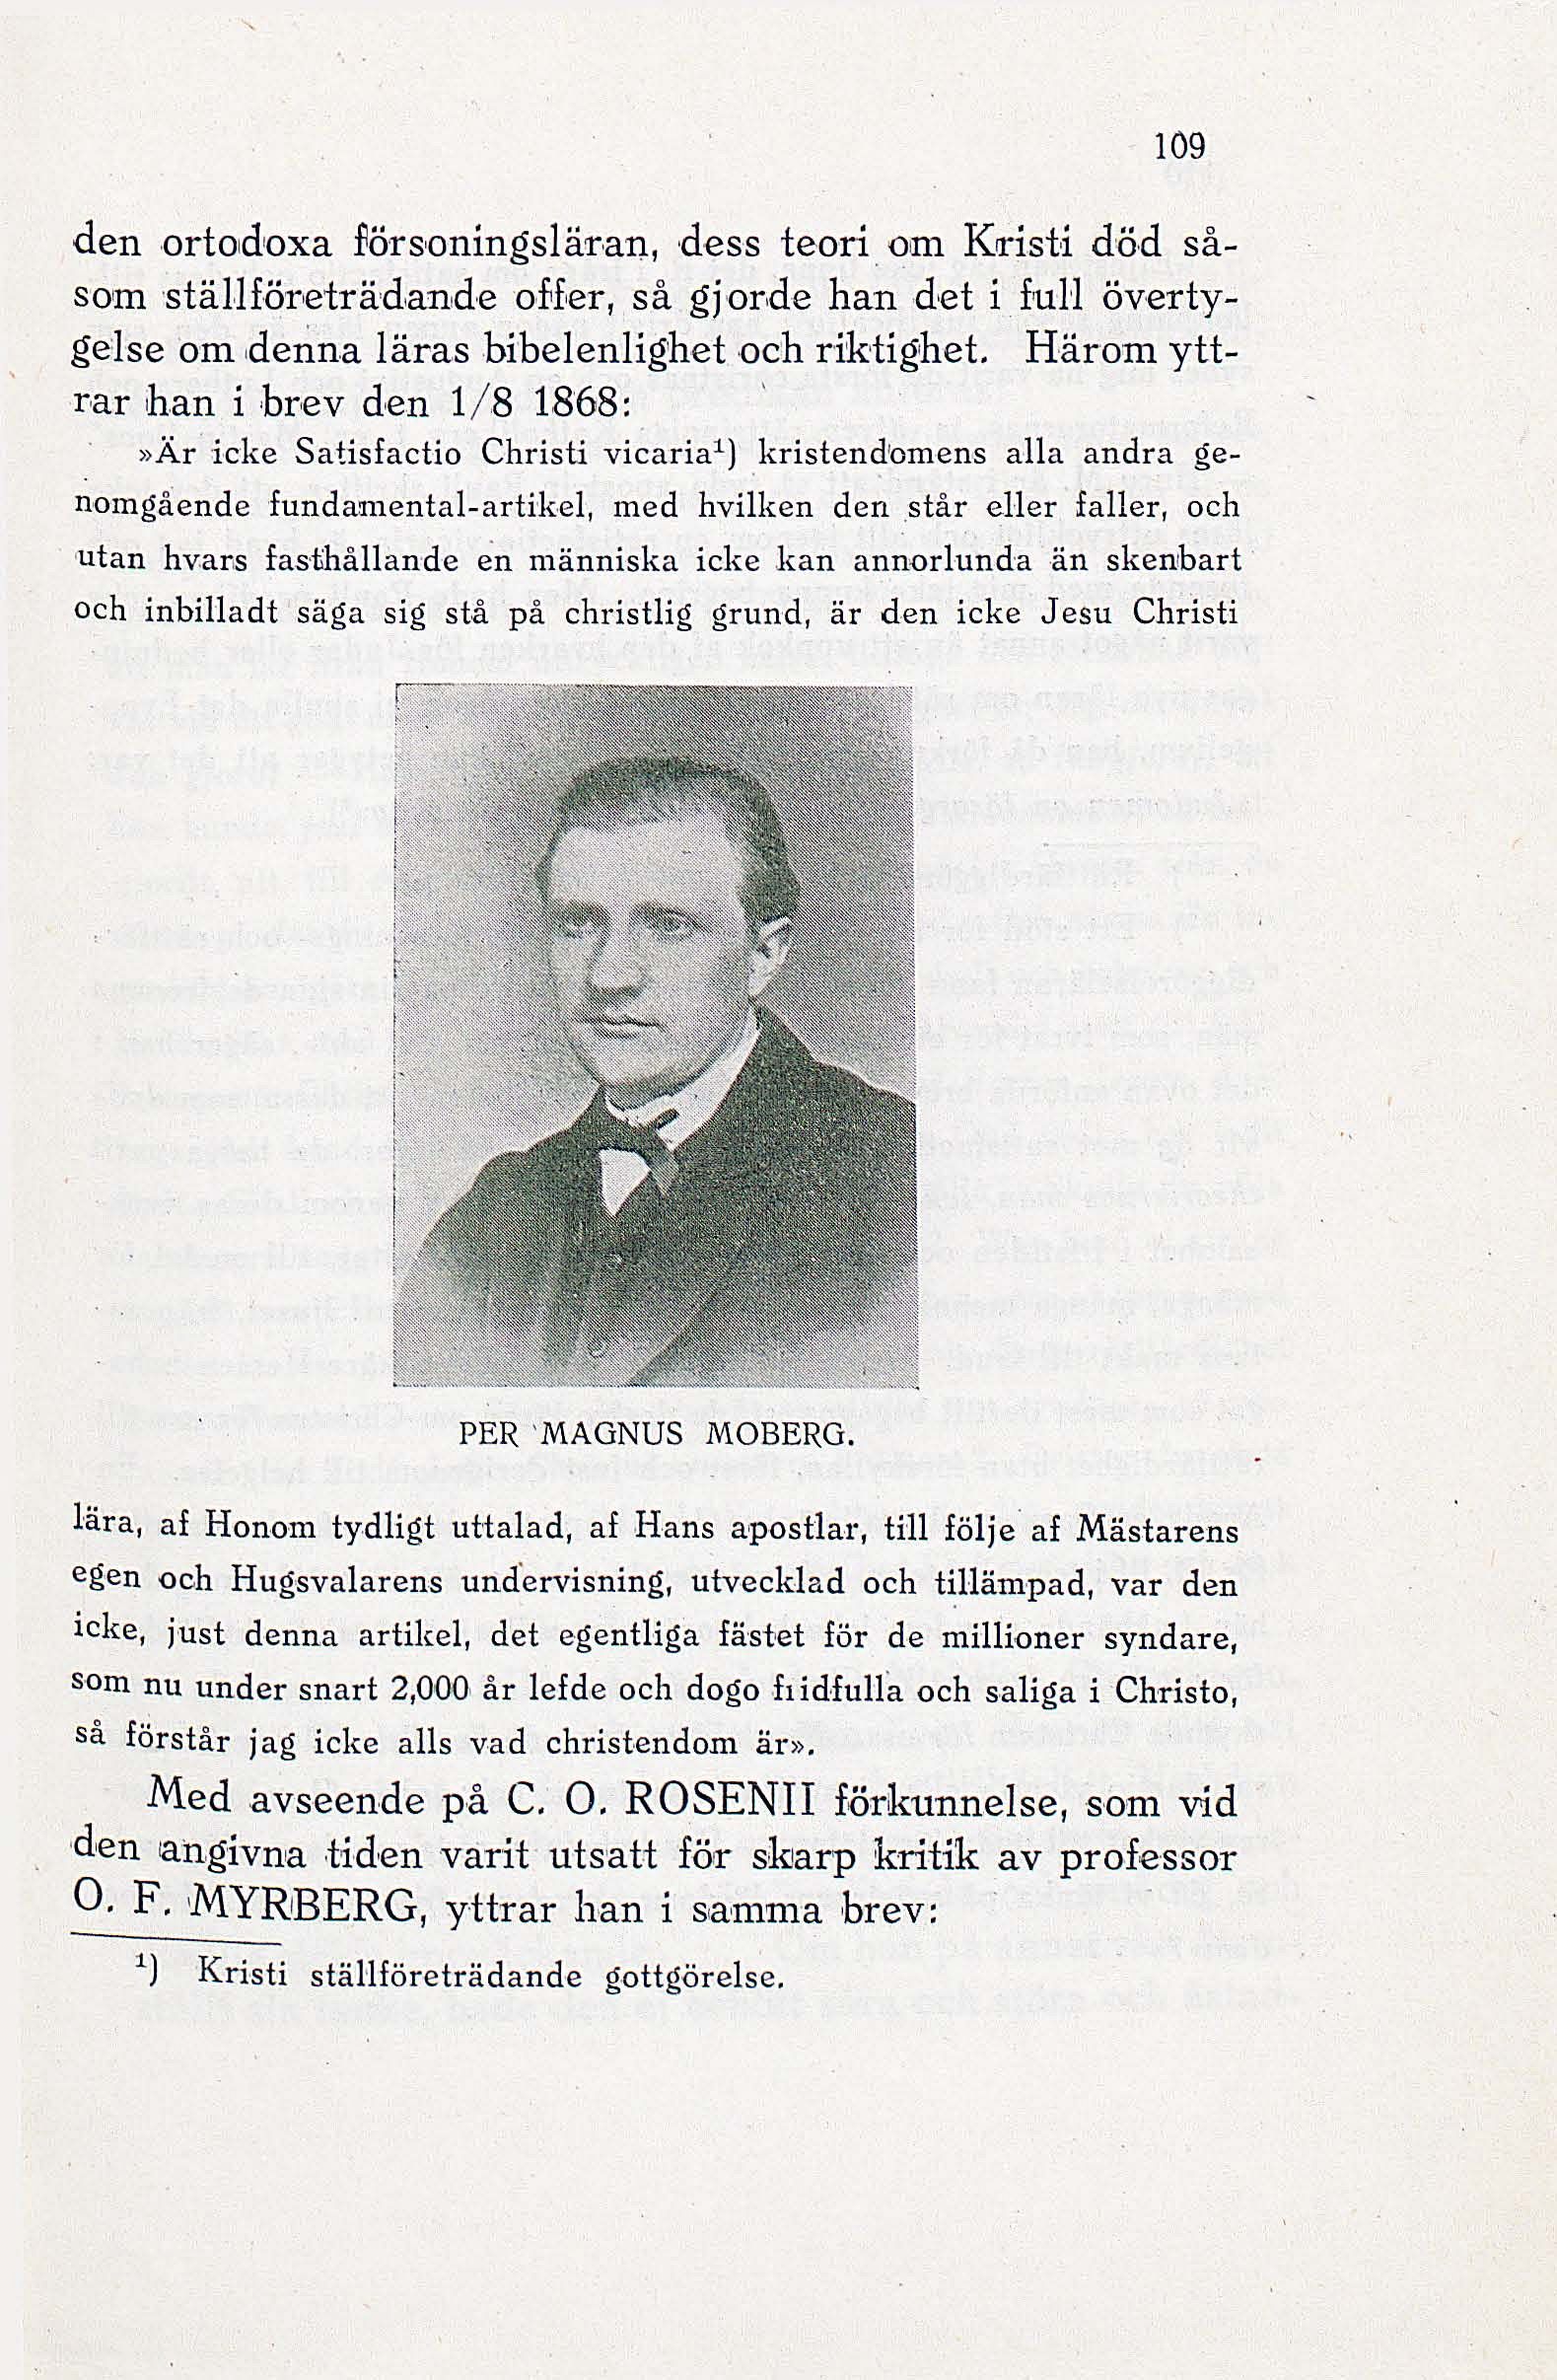 109
den ortodoxa försoningsläran, dess teori om Kristi död så-
som ställföreträdande offer, så gjorde han det i full överty-
gelse om denna läras bibelenlighet och riktighet. Härom ytt-
rar han i brev den 1/8 1868:
»Är icke Satisfactio Christi vicaria¹) kristendomens alla andra ge-
nomgående fundamental-artikel, med hvilken den står eller faller, och
utan hvars fasthållande en människa icke kan annorlunda än skenbart
och inbilladt säga sig stå på christlig grund, är den icke Jesu Christi
PER MAGNUS MOBERG.
lära, af Honom tydligt uttalad, af Hans apostlar, till följe af Mästarens
egen och Hugsvalarens undervisning, utvecklad och tillämpad, var den
icke, just denna artikel, det egentliga fästet för de millioner syndare,
som nu under snart 2,000 år lefde och dogo fridfulla och saliga i Christo,
så förstår jag icke alls vad christendom är».
Med avseende på C. O. ROSENII förkunnelse, som vid
den angivna tiden varit utsatt för skarp kritik av professor
O. F. MYRBERG, yttrar han i samma brev:
¹) Kristi ställföreträdande gottgörelse.